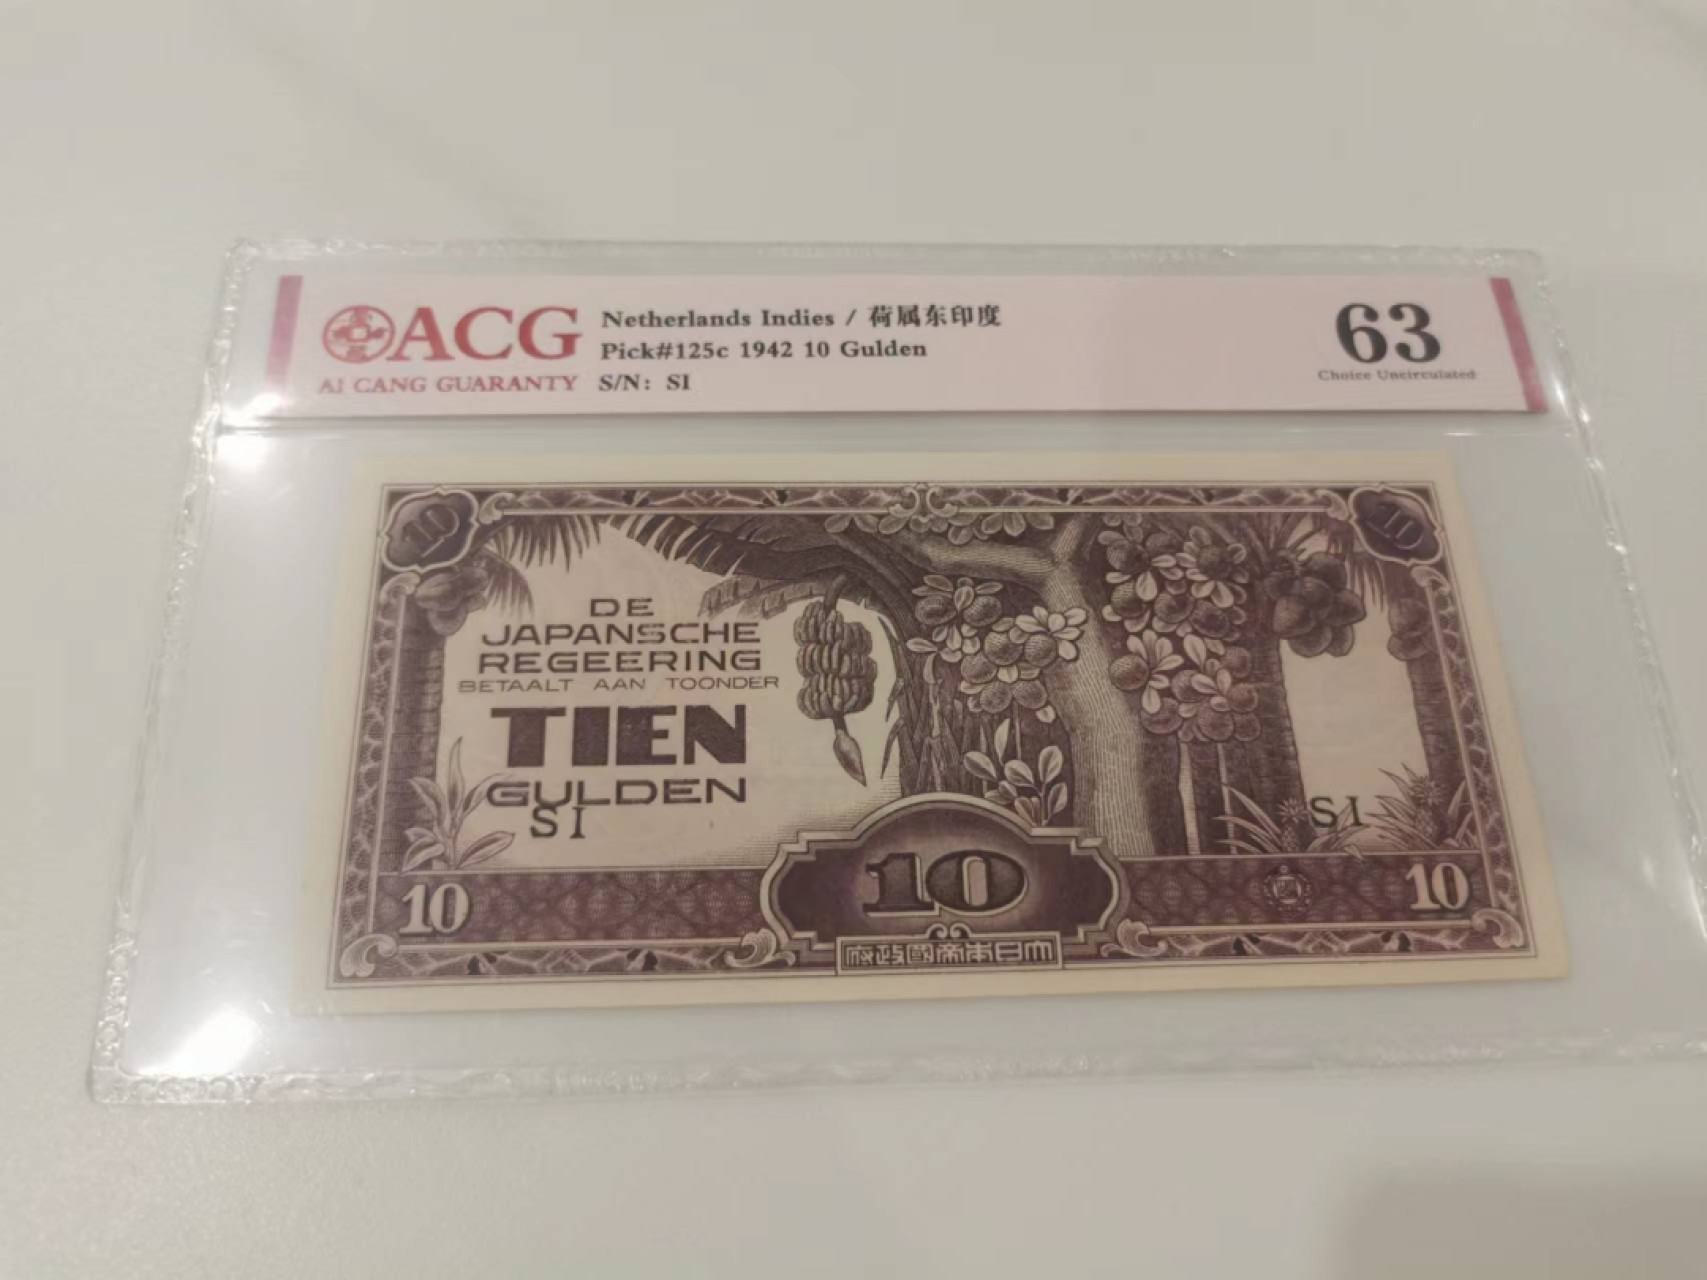 ACG
AI CANG GUARANTY
Netherlands Indies / 荷属东印度
Pick#125c 1942 10 Gulden
S/N: SI
63
Choice Uncirculated
10
10
DE
JAPANSCHE
REGEERING
BETAALT AAN TOONDER
TIEN
GULDEN
SI
SI
10
10
10
府政國帝本日大